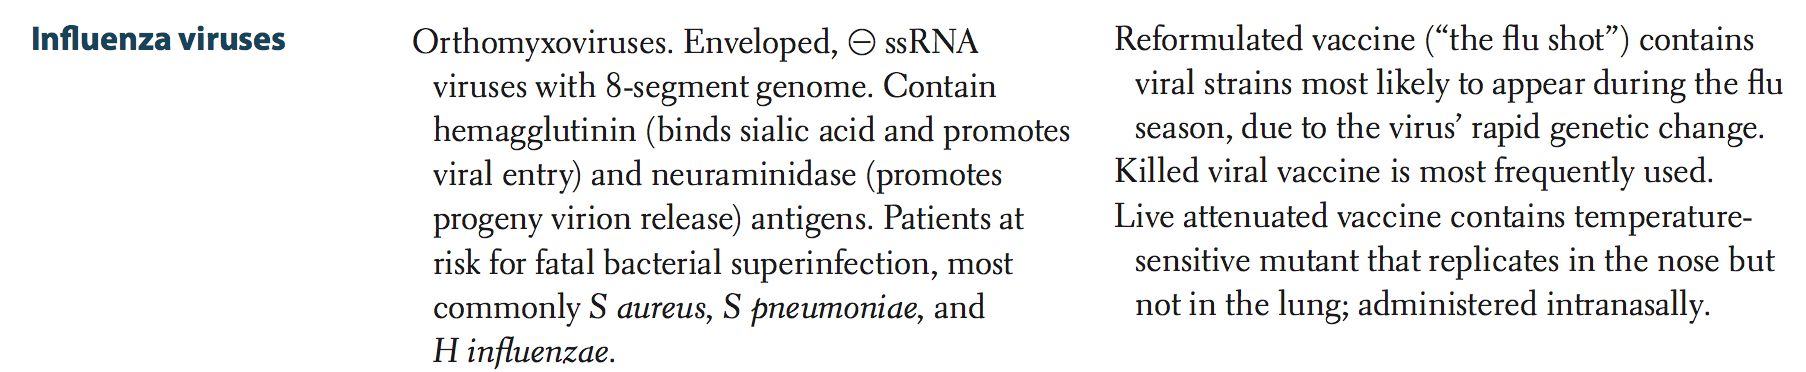 Influenza viruses
Orthomyxoviruses. Enveloped, ⊝ ssRNA
viruses with 8-segment genome. Contain
hemagglutinin (binds sialic acid and promotes
viral entry) and neuraminidase (promotes
progeny virion release) antigens. Patients at
risk for fatal bacterial superinfection, most
commonly S aureus, S pneumoniae, and
H influenzae.
Reformulated vaccine (“the flu shot”) contains
viral strains most likely to appear during the flu
season, due to the virus’ rapid genetic change.
Killed viral vaccine is most frequently used.
Live attenuated vaccine contains temperature-
sensitive mutant that replicates in the nose but
not in the lung; administered intranasally.